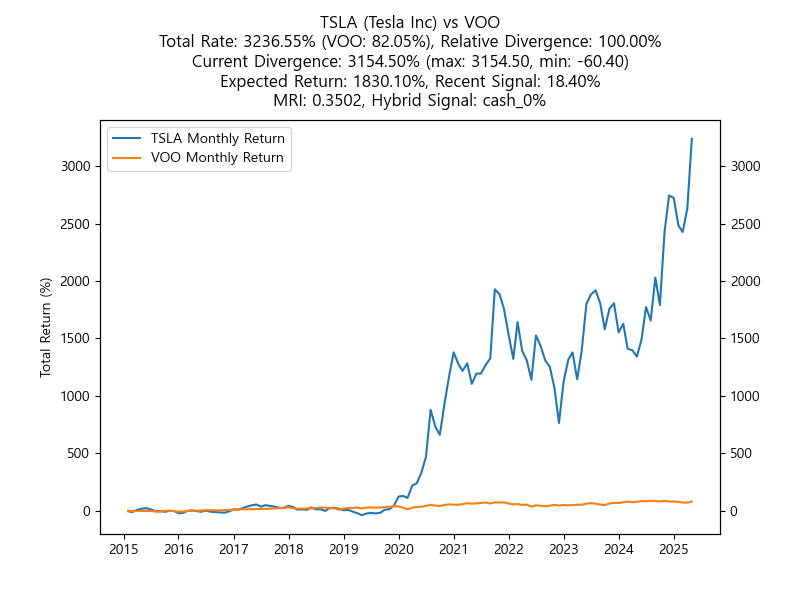 TSLA (Tesla Inc) vs VOO
Total Rate: 3236.55% (VOO: 82.05%), Relative Divergence: 100.00%
Current Divergence: 3154.50% (max: 3154.50, min: -60.40)
Expected Return: 1830.10%, Recent Signal: 18.40%
MRI: 0.3502, Hybrid Signal: cash_0%
TSLA Monthly Return
VOO Monthly Return
Total Return (%)
3000
2500
2000
1500
1000
500
0
3000
2500
2000
1500
1000
500
0
2015 2016 2017 2018 2019 2020 2021 2022 2023 2024 2025